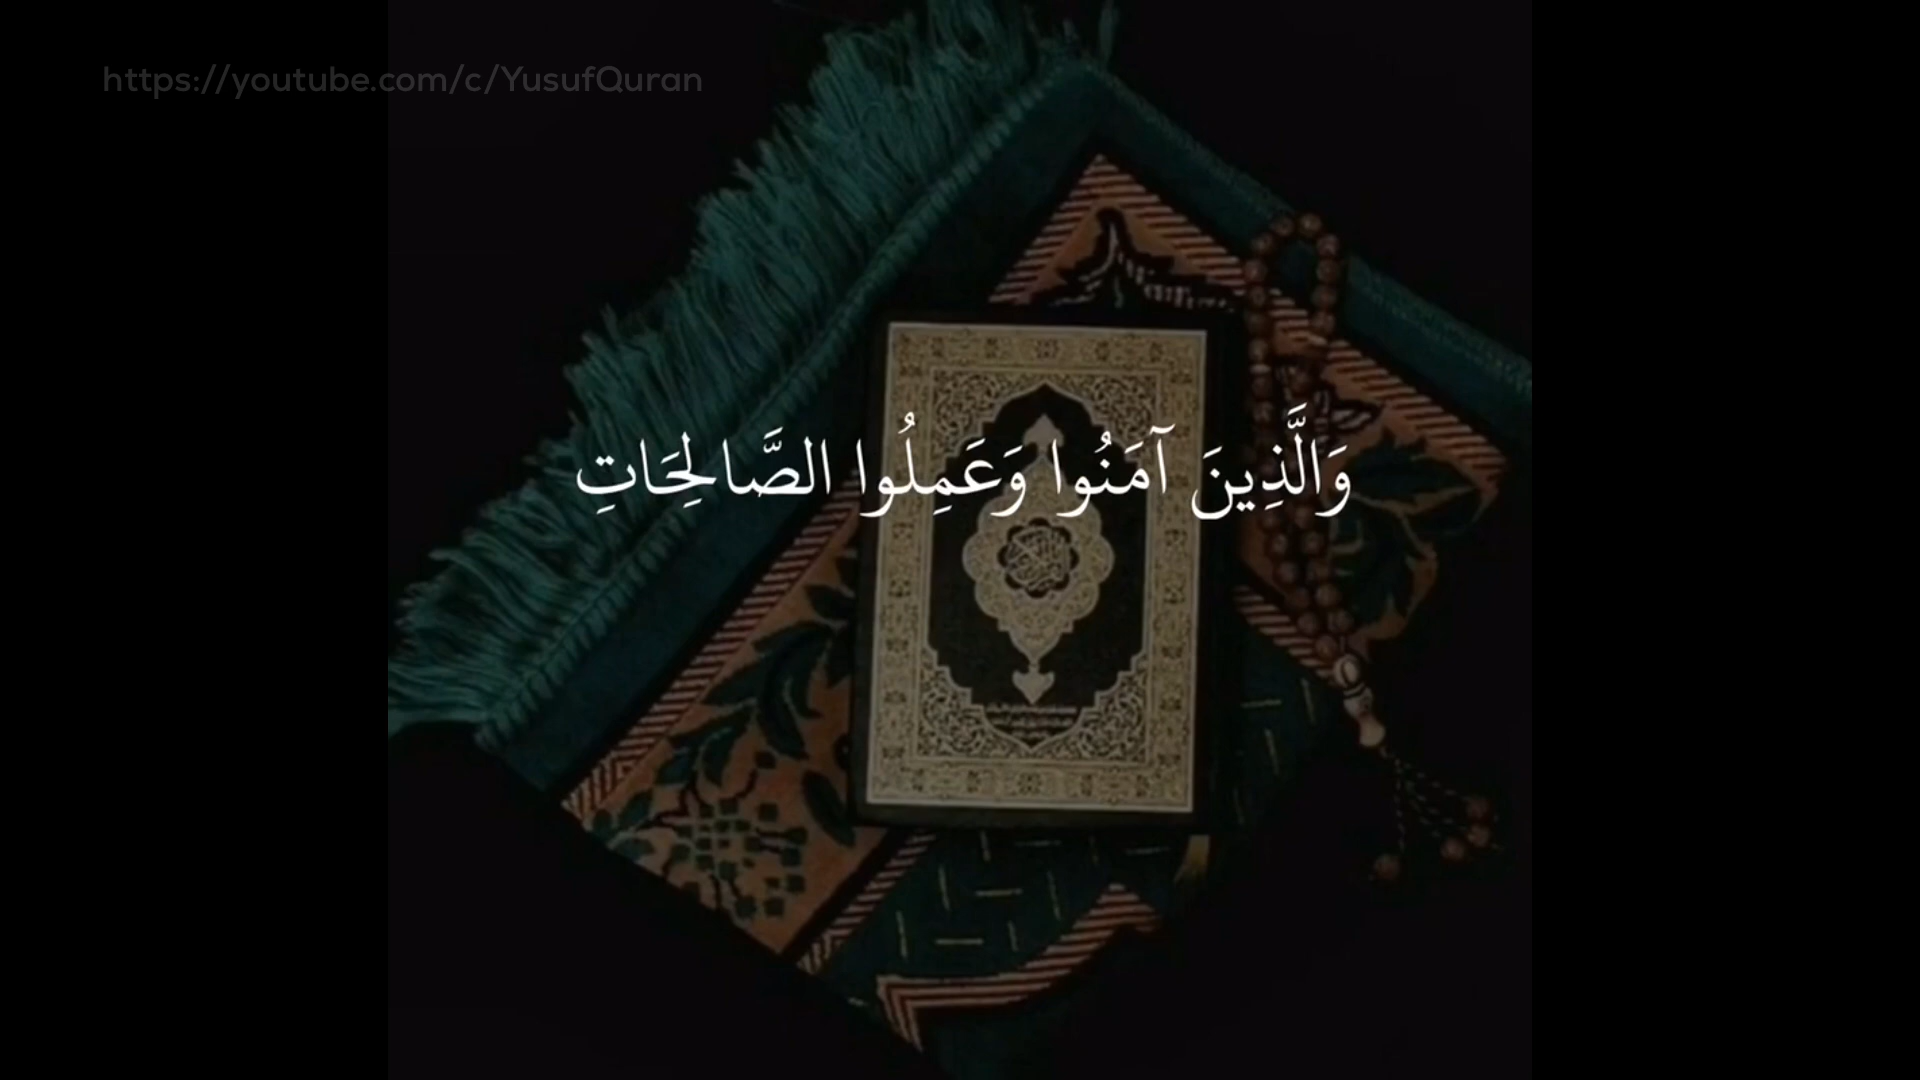 https://youtube.com/c/YusufQuran
وَالَّذِينَ آمَنُوا وَعَمِلُوا الصَّالِحَاتِ